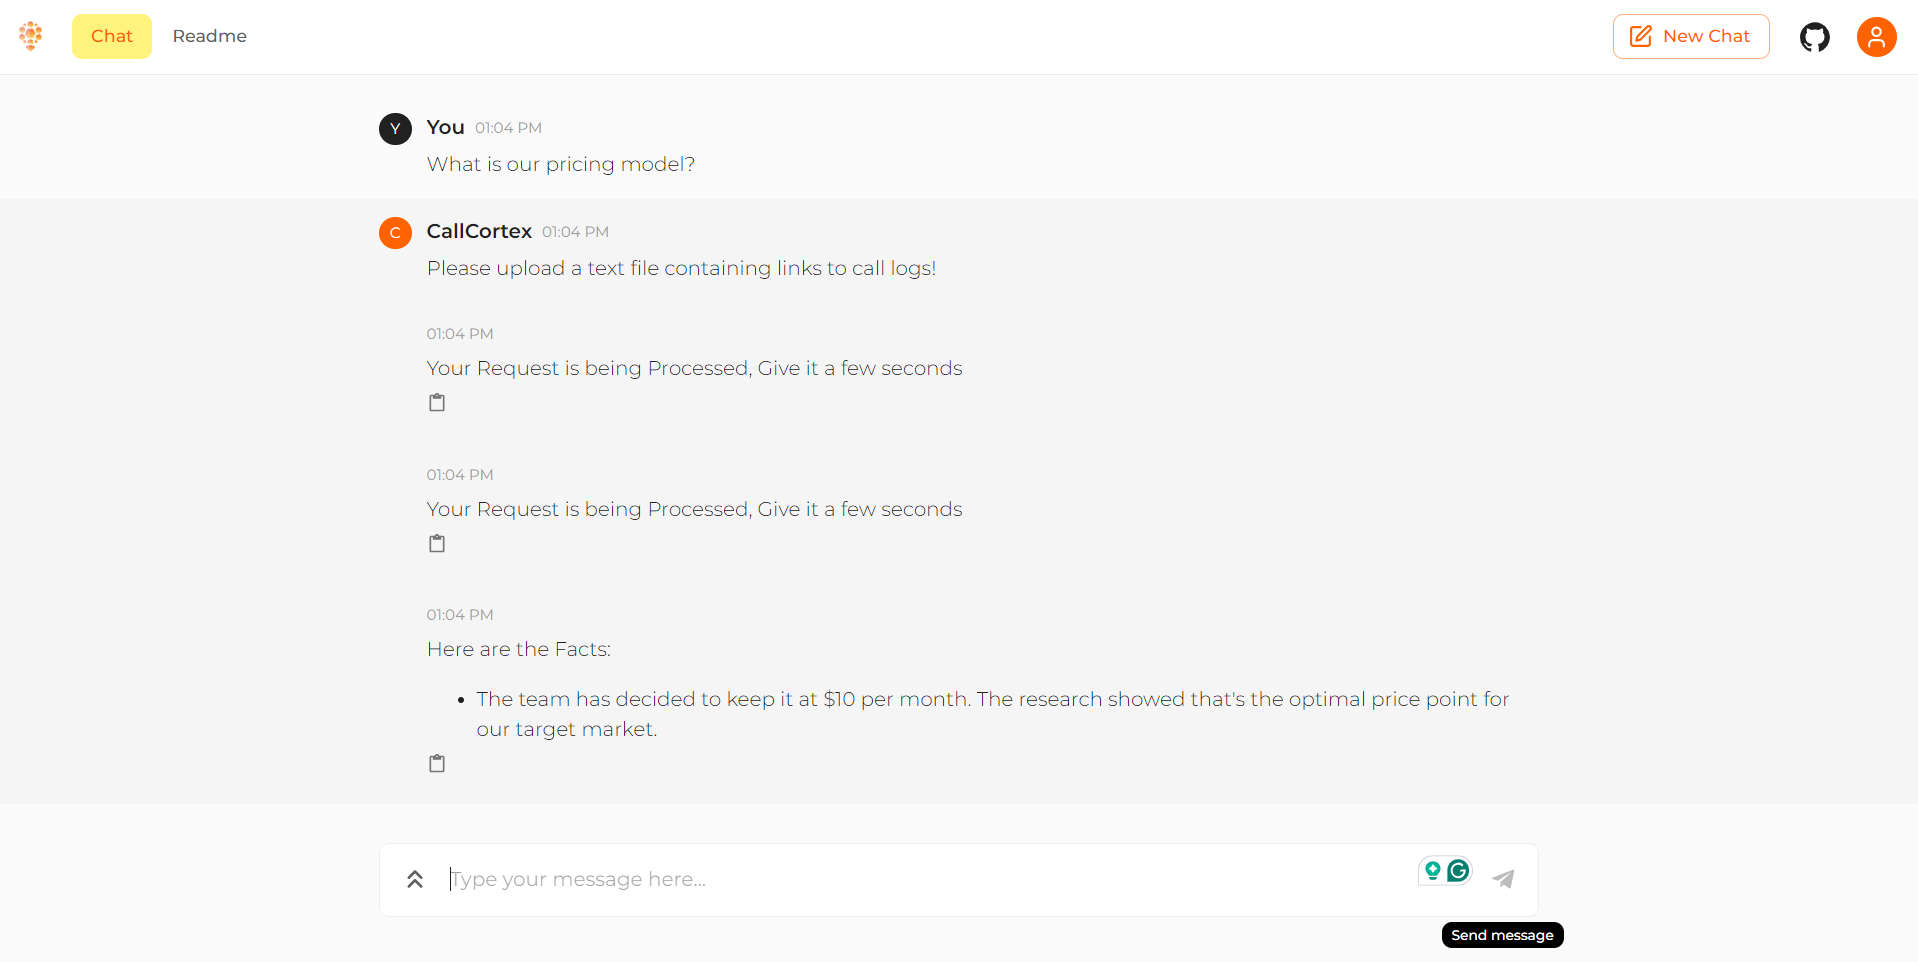 Chat
Readme
New Chat
Y
You 01:04 PM
What is our pricing model?
C
CallCortex 01:04 PM
Please upload a text file containing links to call logs!
01:04 PM
Your Request is being Processed, Give it a few seconds
01:04 PM
Your Request is being Processed, Give it a few seconds
01:04 PM
Here are the Facts:
• The team has decided to keep it at $10 per month. The research showed that's the optimal price point for
our target market.
Type your message here...
Send message